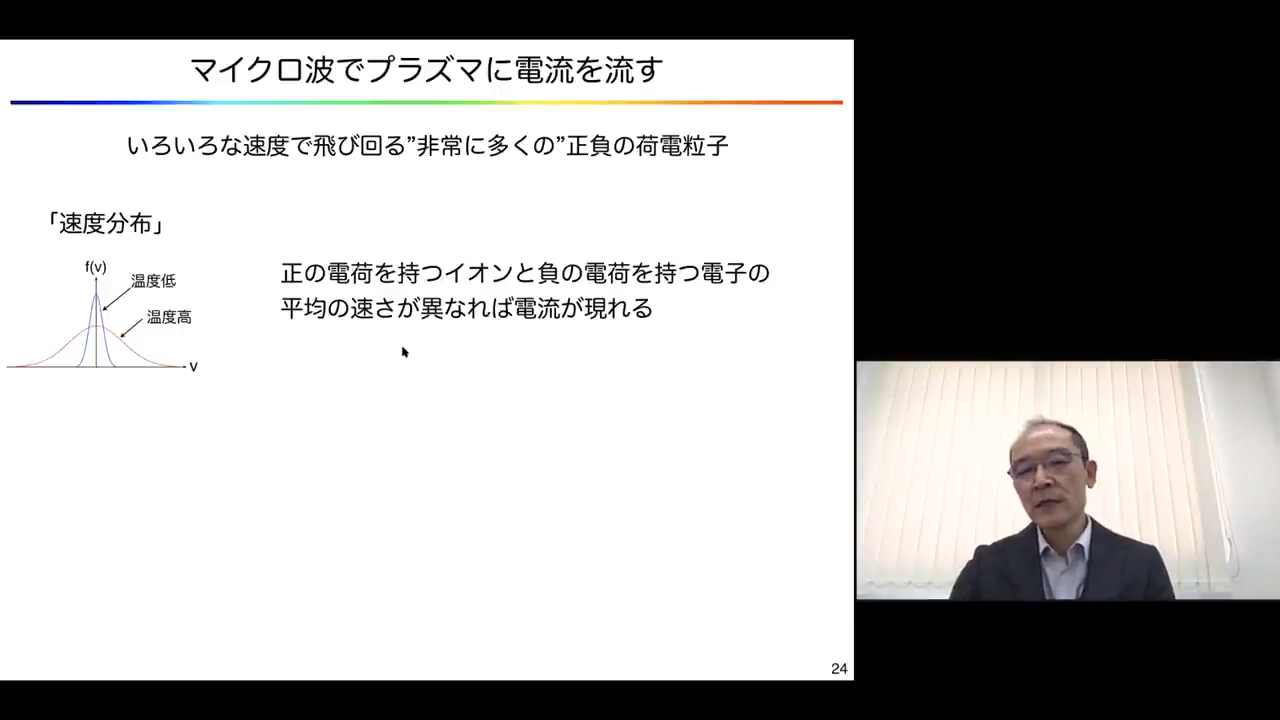 マイクロ波でプラズマに電流を流す
いろいろな速度で飛び回る”非常に多くの”正負の荷電粒子
「速度分布」
f(v)
温度低
温度高
v
正の電荷を持つイオンと負の電荷を持つ電子の
平均の速さが異なれば電流が現れる
24